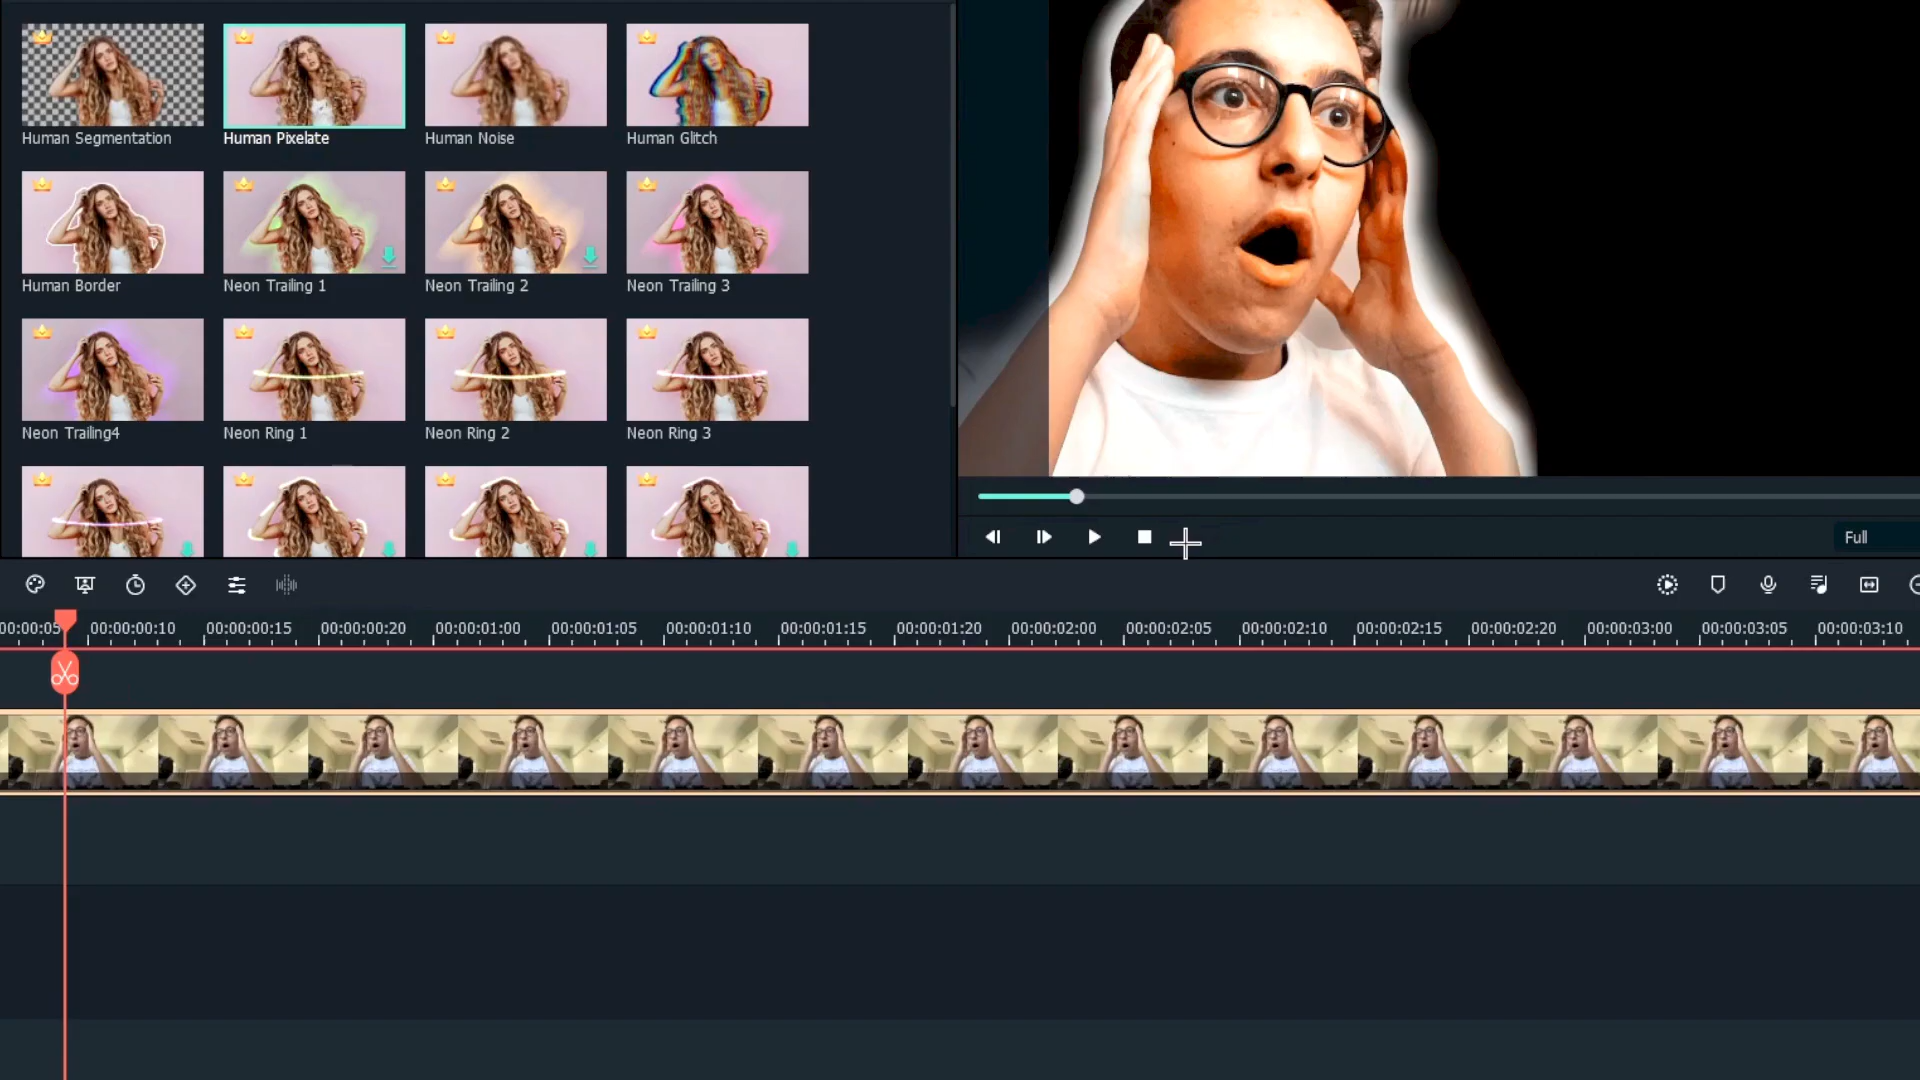 Human Segmentation
Human Pixelate
Human Noise
Human Glitch
Human Border
Neon Trailing 1
Neon Trailing 2
Neon Trailing 3
Neon Trailing4
Neon Ring 1
Neon Ring 2
Neon Ring 3
Full
00:00:05 00:00:00:10 00:00:00:15 00:00:00:20 00:00:01:00 00:00:01:05 00:00:01:10 00:00:01:15 00:00:01:20 00:00:02:00 00:00:02:05 00:00:02:10 00:00:02:15 00:00:02:20 00:00:03:00 00:00:03:05 00:00:03:10